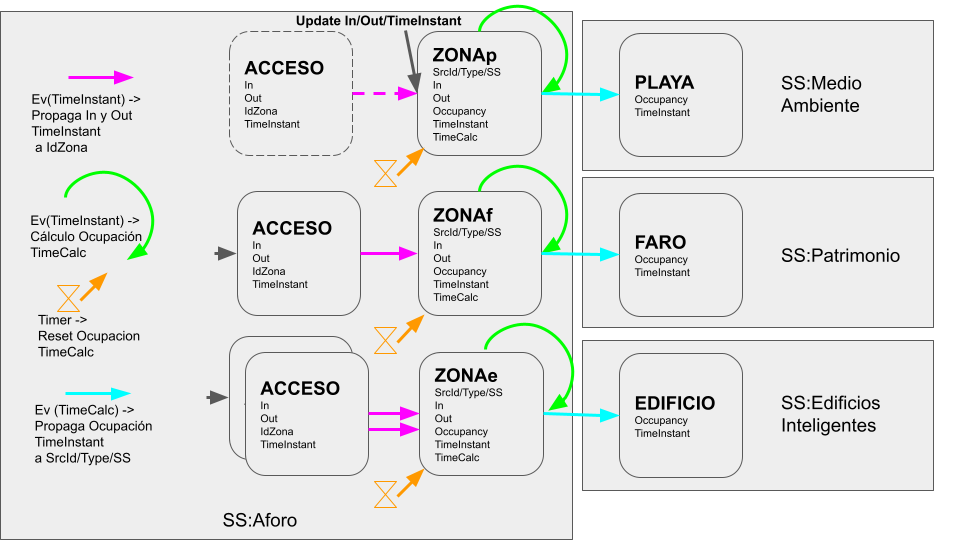 Update In/Out/TimeInstant
Ev(TimeInstant) ->
Propaga In y Out
TimeInstant
a IdZona
ACCESO
In
Out
IdZona
TimeInstant
ZONAp
SrcId/Type/SS
In
Out
Occupancy
TimeInstant
TimeCalc
PLAYA
Occupancy
TimeInstant
SS:Medio
Ambiente
Ev(TimeInstant) ->
Cálculo Ocupación
TimeCalc
Timer ->
Reset Ocupacion
TimeCalc
ACCESO
In
Out
IdZona
TimeInstant
ZONAf
SrcId/Type/SS
In
Out
Occupancy
TimeInstant
TimeCalc
FARO
Occupancy
TimeInstant
SS:Patrimonio
Ev (TimeCalc) ->
Propaga Ocupación
TimeInstant
a SrcId/Type/SS
ACCESO
In
Out
IdZona
TimeInstant
ZONAe
SrcId/Type/SS
In
Out
Occupancy
TimeInstant
TimeCalc
EDIFICIO
Occupancy
TimeInstant
SS:Edificios
Inteligentes
SS:Aforo